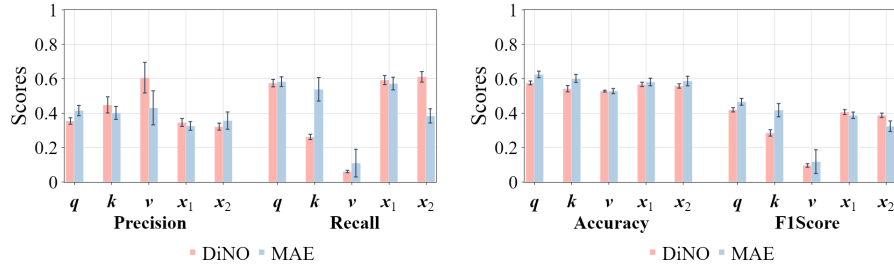 Scores
1
0.8
0.6
0.4
0.2
0
q k v x₁ x₂ q k v x₁ x₂
Precision Recall
DiNO MAE
Scores
1
0.8
0.6
0.4
0.2
0
q k v x₁ x₂ q k v x₁ x₂
Accuracy F1Score
DiNO MAE